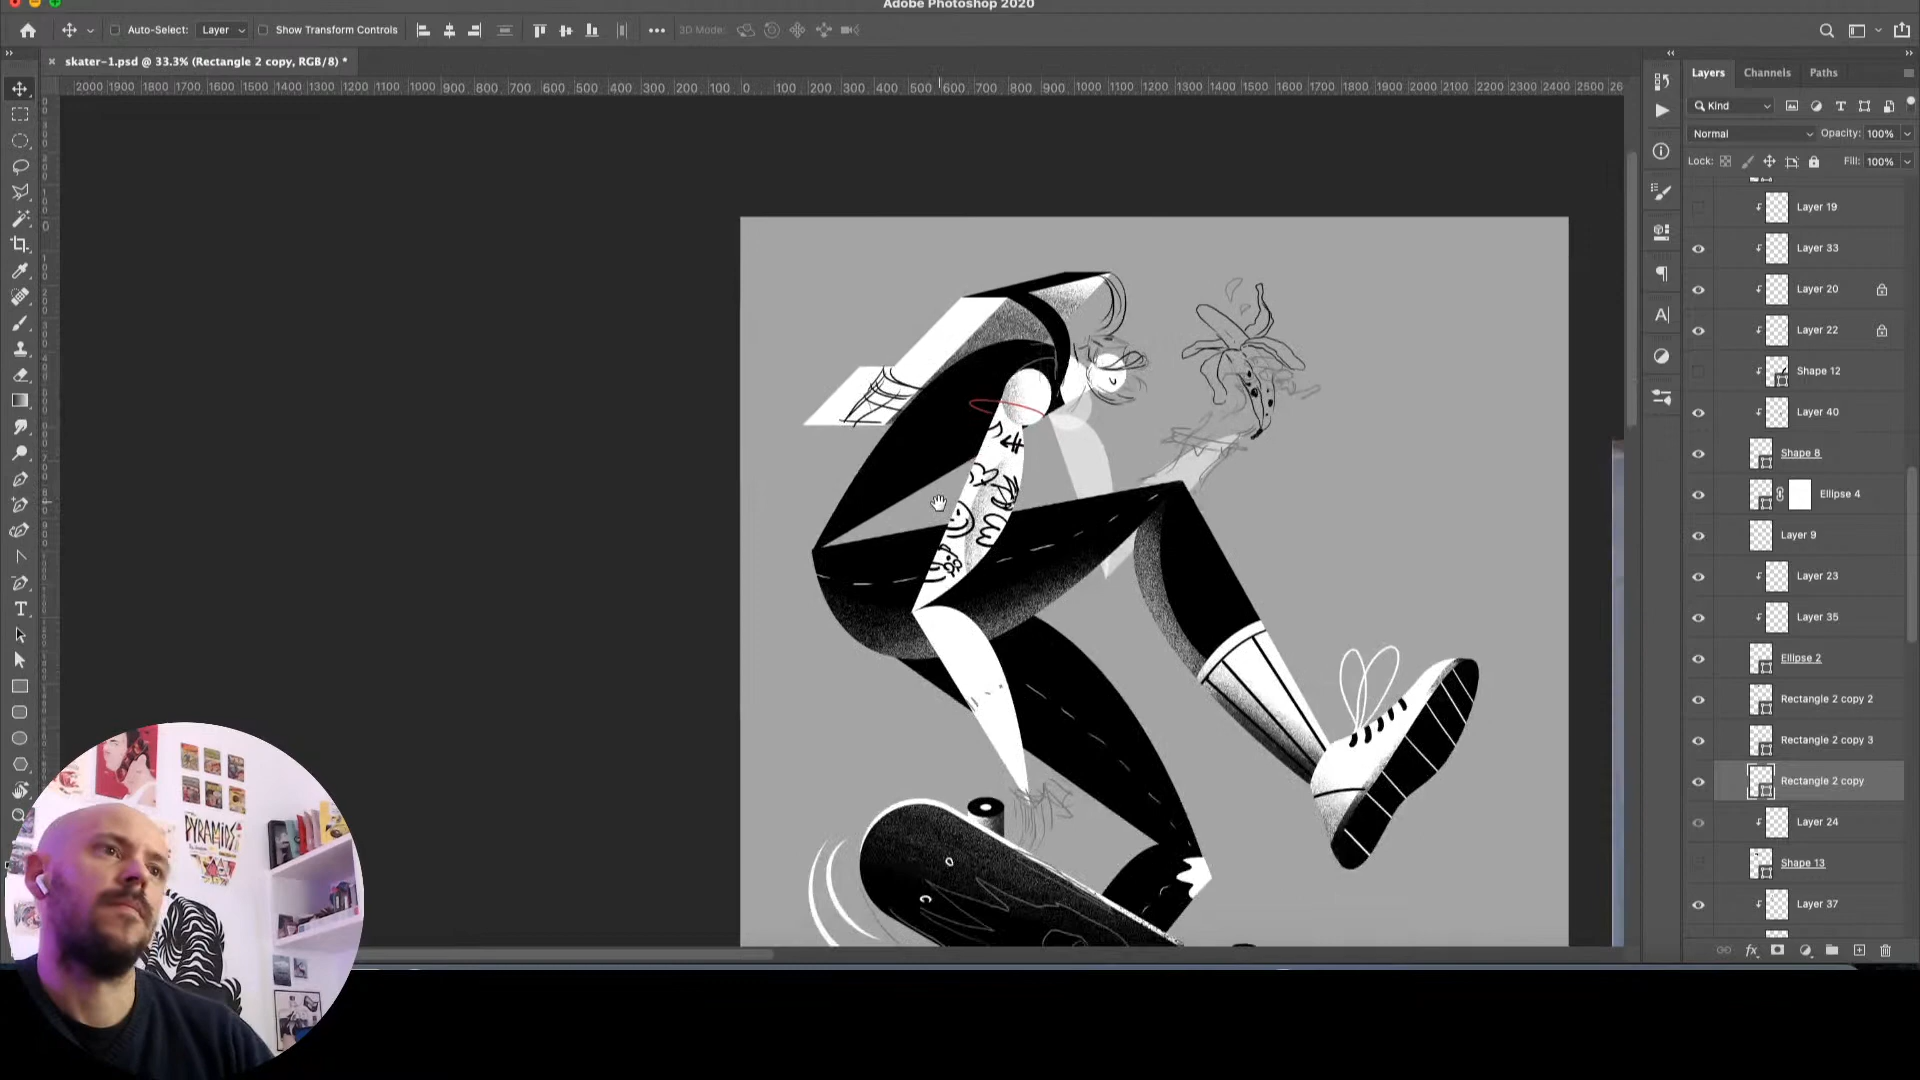 Adobe Photoshop 2020
Auto-Select: Layer Show Transform Controls 3D Mode:
skater-1.psd @ 33.3% (Rectangle 2 copy, RGB/8) *
2000 1900 1800 1700 1600 1500 1400 1300 1200 1100 1000 900 800 700 600 500 400 300 200 100 0 100 200 300 400 500 600 700 800 900 1000 1100 1200 1300 1400 1500 1600 1700 1800 1900 2000 2100 2200 2300 2400 2500 26
Layers Channels Paths
Kind
Normal Opacity: 100%
Lock: Fill: 100%
Layer 19
Layer 33
Layer 20
Layer 22
Shape 12
Layer 40
Shape 8
Ellipse 4
Layer 9
Layer 23
Layer 35
Ellipse 2
Rectangle 2 copy 2
Rectangle 2 copy 3
Rectangle 2 copy
Layer 24
Shape 13
Layer 37
PYRAMIDS